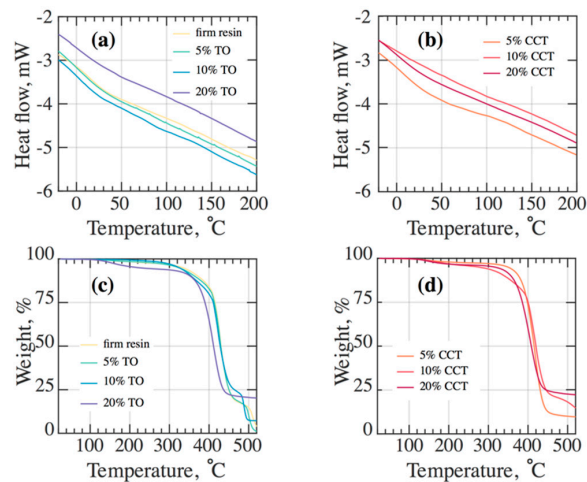 (a)
firm resin
5% TO
10% TO
20% TO
-2
-3
-4
-5
-6
Heat flow, mW
0
50
100
150
200
Temperature, °C
(b)
5% CCT
10% CCT
20% CCT
-2
-3
-4
-5
-6
Heat flow, mW
0
50
100
150
200
Temperature, °C
(c)
firm resin
5% TO
10% TO
20% TO
100
75
50
25
0
Weight, %
100
200
300
400
500
Temperature, °C
(d)
5% CCT
10% CCT
20% CCT
100
75
50
25
0
Weight, %
100
200
300
400
500
Temperature, °C